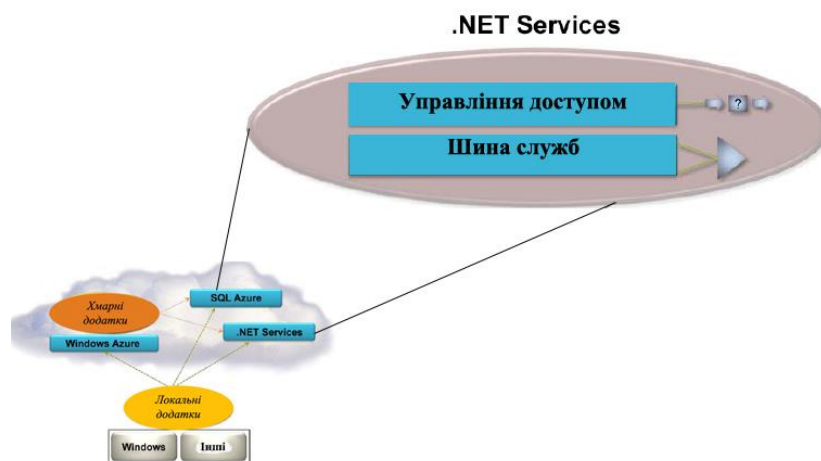 .NET Services
Управління доступом
?
Шина служб
SQL Azure
Хмарні
додатки
.NET Services
Windows Azure
Локальні
додатки
Windows
Інші